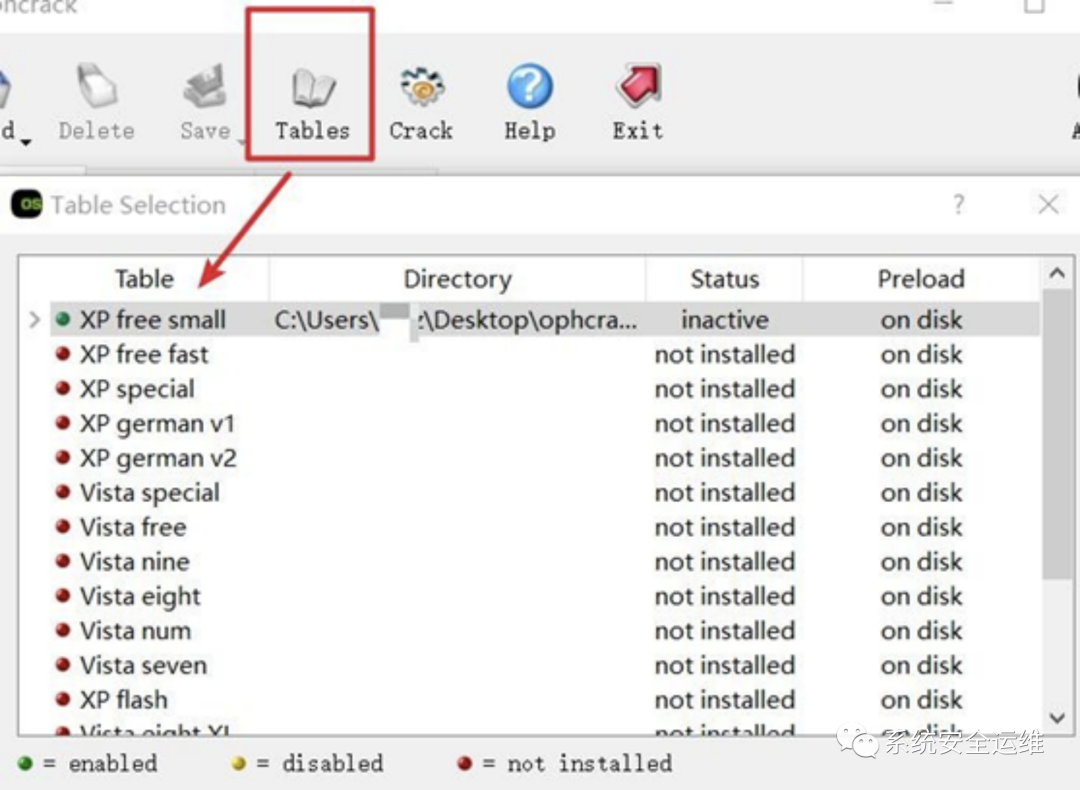 d Delete Save Tables Crack Help Exit
OS Table Selection ? ×
Table Directory Status Preload
XP free small C:\Users\ z\Desktop\ophcra... inactive on disk
XP free fast not installed on disk
XP special not installed on disk
XP german v1 not installed on disk
XP german v2 not installed on disk
Vista special not installed on disk
Vista free not installed on disk
Vista nine not installed on disk
Vista eight not installed on disk
Vista num not installed on disk
Vista seven not installed on disk
XP flash not installed on disk
Vista eight XL not installed on disk
= enabled = disabled = not installed
系统安全运维